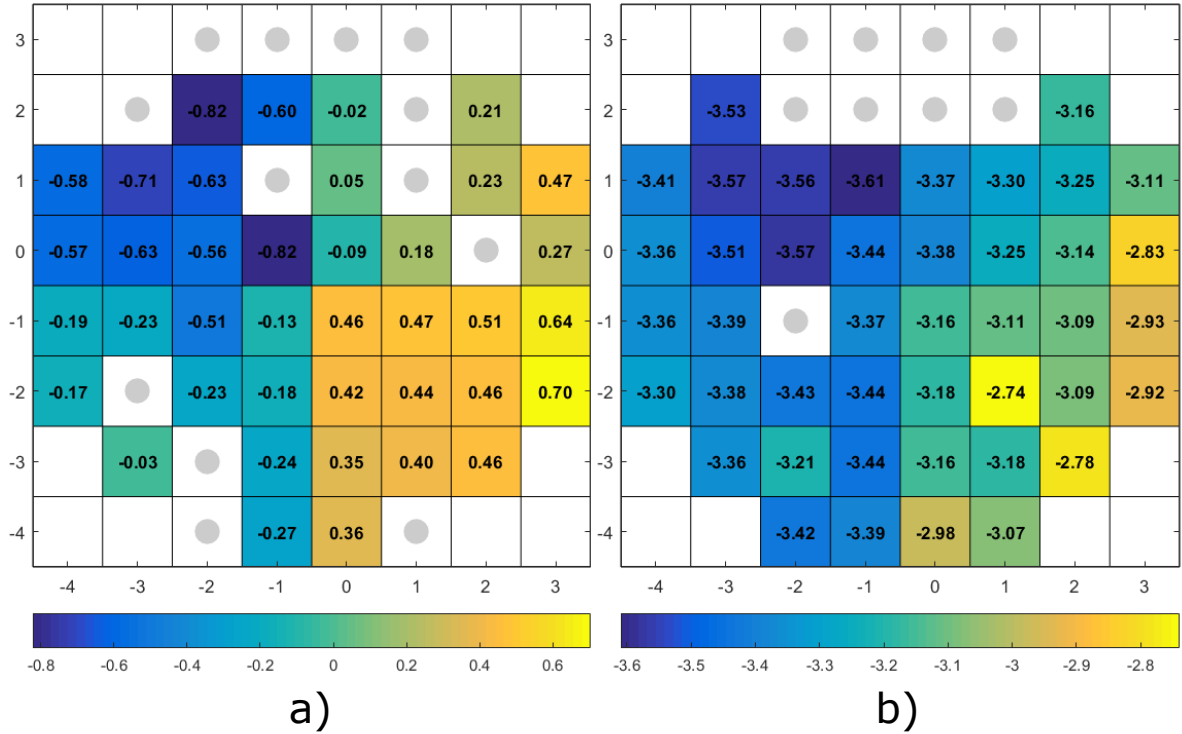 3 3
2 -0.82 -0.60 -0.02 0.21 2 -3.53 -3.16
1 -0.58 -0.71 -0.63 0.05 0.23 0.47 1 -3.41 -3.57 -3.56 -3.61 -3.37 -3.30 -3.25 -3.11
0 -0.57 -0.63 -0.56 -0.82 -0.09 0.18 0.27 0 -3.36 -3.51 -3.57 -3.44 -3.38 -3.25 -3.14 -2.83
-1 -0.19 -0.23 -0.51 -0.13 0.46 0.47 0.51 0.64 -1 -3.36 -3.39 -3.37 -3.16 -3.11 -3.09 -2.93
-2 -0.17 -0.23 -0.18 0.42 0.44 0.46 0.70 -2 -3.30 -3.38 -3.43 -3.44 -3.18 -2.74 -3.09 -2.92
-3 -0.03 -0.24 0.35 0.40 0.46 -3 -3.36 -3.21 -3.44 -3.16 -3.18 -2.78
-4 -0.27 0.36 -4 -3.42 -3.39 -2.98 -3.07
-4 -3 -2 -1 0 1 2 3 -4 -3 -2 -1 0 1 2 3
-0.8 -0.6 -0.4 -0.2 0 0.2 0.4 0.6 -3.6 -3.5 -3.4 -3.3 -3.2 -3.1 -3 -2.9 -2.8
a) b)